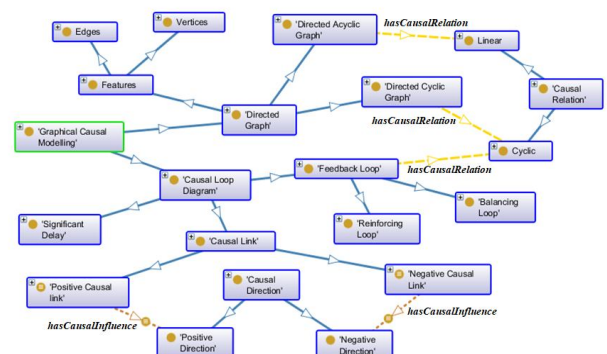 Edges
Vertices
'Directed Acyclic
Graph'
hasCausalRelation
Linear
Features
'Directed
Graph'
'Directed Cyclic
Graph'
hasCausalRelation
'Causal
Relation'
'Graphical Causal
Modelling'
Cyclic
'Causal Loop
Diagram'
'Feedback Loop'
hasCausalRelation
'Significant
Delay'
'Reinforcing
Loop'
'Balancing
Loop'
'Causal Link'
'Positive Causal
link'
'Causal
Direction'
'Negative Causal
Link'
hasCausalInfluence
hasCausalInfluence
'Positive
Direction'
'Negative
Direction'